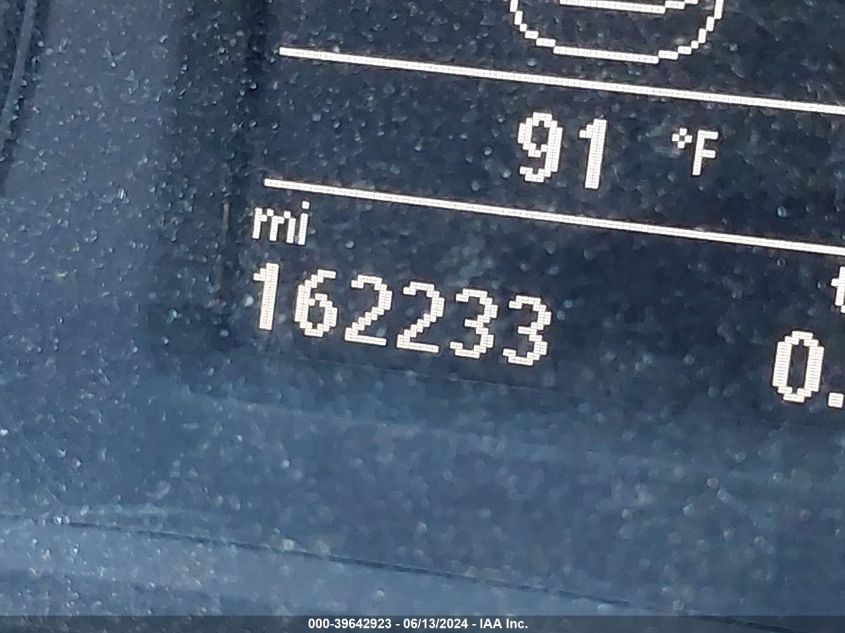 91 °F
mi
162233 0.
000-39642923 - 06/13/2024 - IAA Inc.